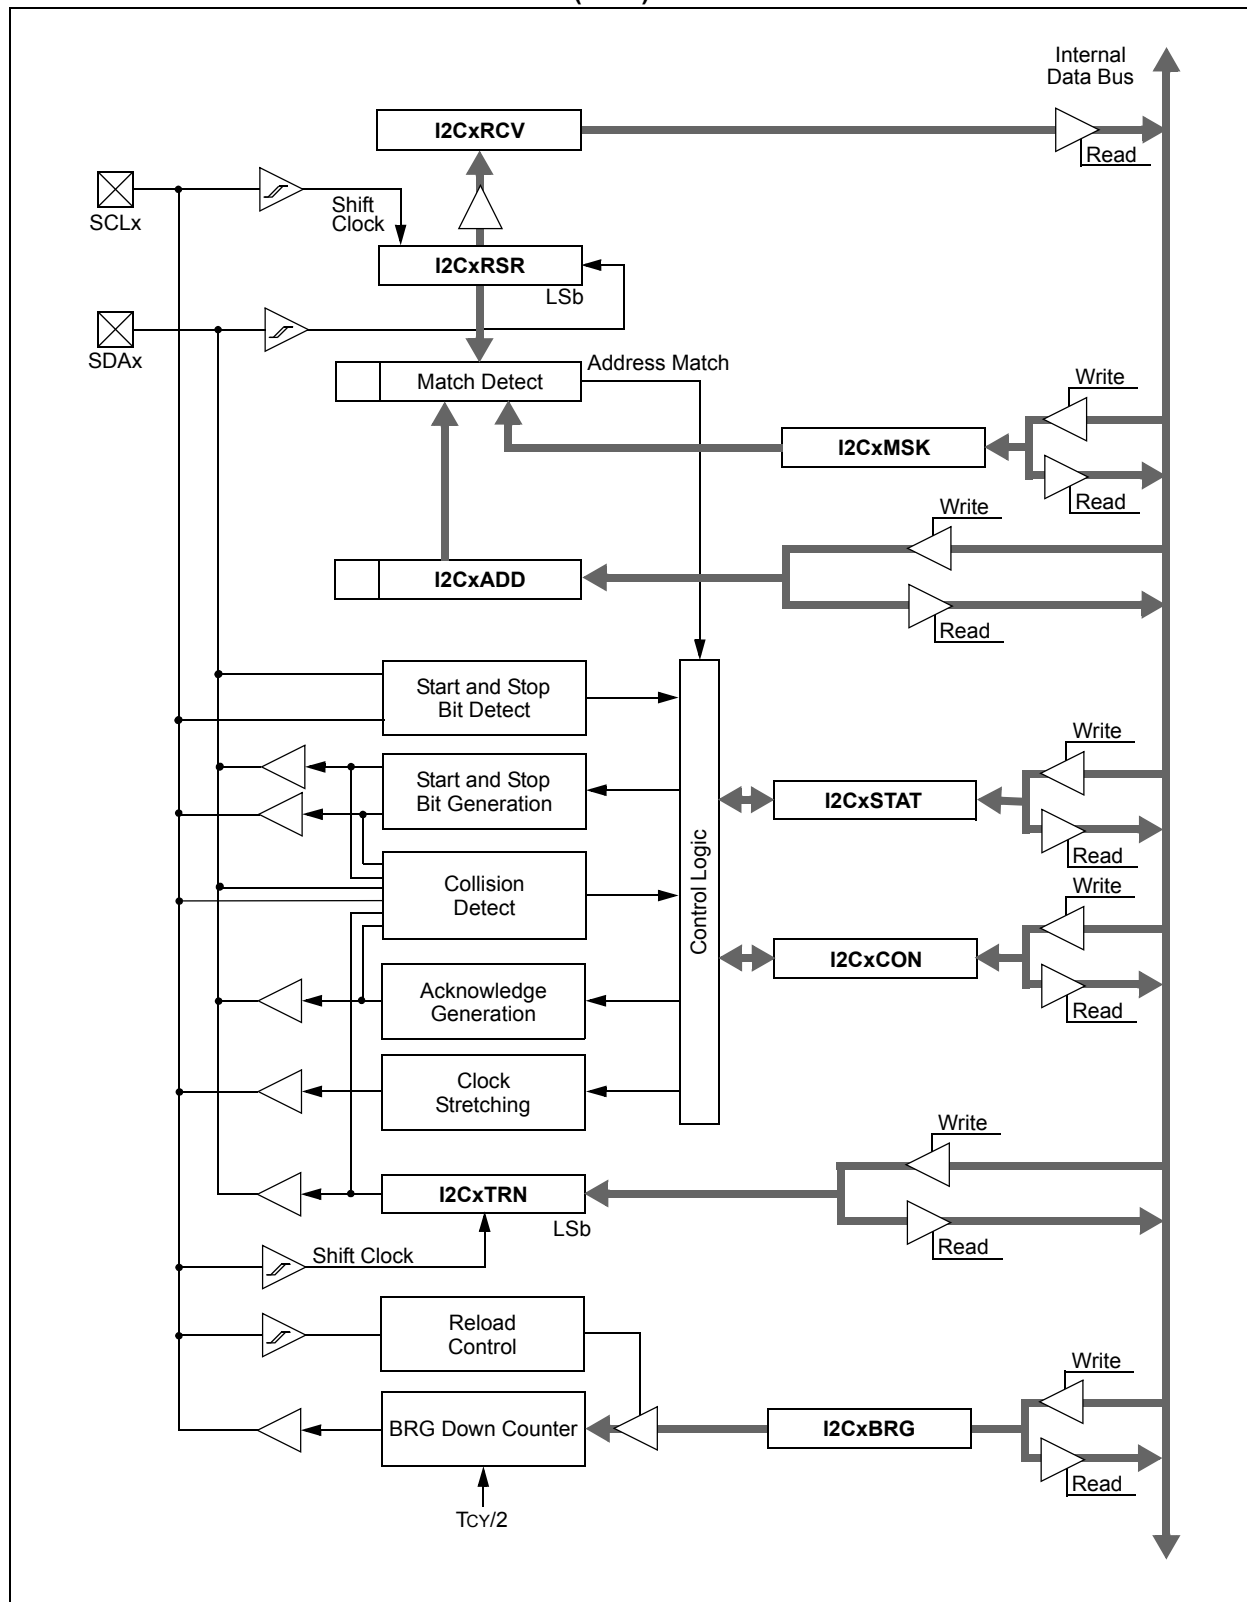 Internal
Data Bus
I2CxRCV
Read
SCLx
Shift
Clock
I2CxRSR
LSb
SDAx
Address Match
Match Detect
Write
I2CxMSK
Read
Write
I2CxADD
Read
Start and Stop
Bit Detect
Write
Start and Stop
Bit Generation
I2CxSTAT
Read
Control Logic
Collision
Detect
Write
I2CxCON
Read
Acknowledge
Generation
Clock
Stretching
Write
I2CxTRN
LSb
Read
Shift Clock
Reload
Control
Write
BRG Down Counter
I2CxBRG
Read
TCY/2